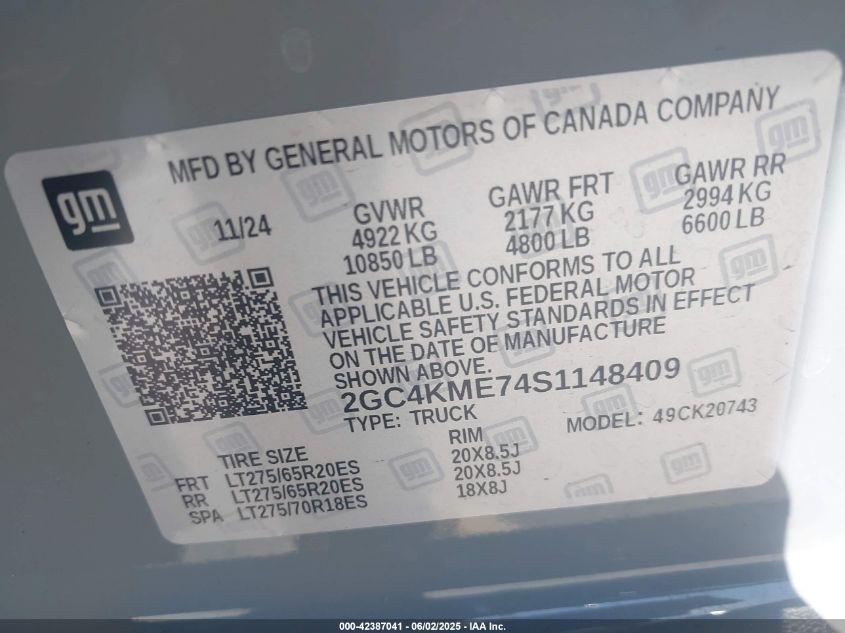 MFD BY GENERAL MOTORS OF CANADA COMPANY
gm
11/24
GVWR
4922 KG
10850 LB
GAWR FRT
2177 KG
4800 LB
GAWR RR
2994 KG
6600 LB
THIS VEHICLE CONFORMS TO ALL
APPLICABLE U.S. FEDERAL MOTOR
VEHICLE SAFETY STANDARDS IN EFFECT
ON THE DATE OF MANUFACTURE
SHOWN ABOVE.
2GC4KME74S1148409
TYPE: TRUCK
MODEL: 49CK20743
TIRE SIZE RIM
FRT LT275/65R20ES 20X8.5J
RR LT275/65R20ES 20X8.5J
SPA LT275/70R18ES 18X8J
000-42387041 - 06/02/2025 - IAA Inc.